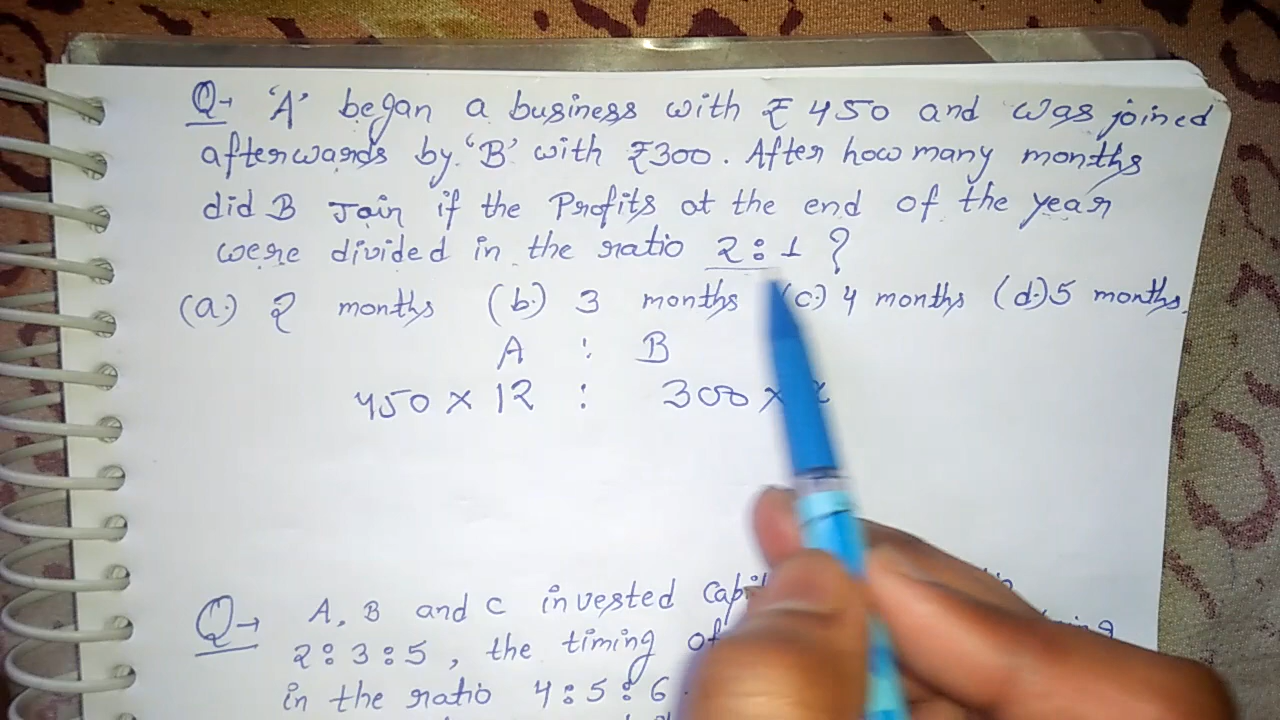 Q→ 'A' began a business with ₹ 450 and was joined
afterwards by 'B' with ₹300. After how many months
did B Join if the Profits at the end of the year
were divided in the ratio 2:1 ?
(a.) 2 months (b.) 3 months (c.) 4 months (d.) 5 months.
A : B
450 × 12 : 300 ×
Q→ A, B and C invested
2:3:5, the timing of
in the ratio 4:5:6.